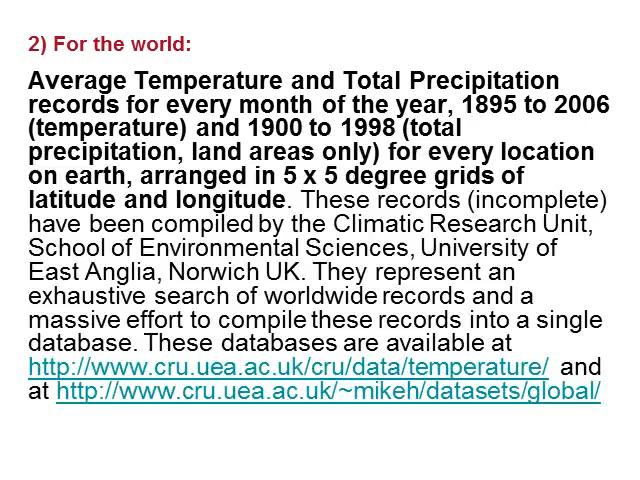 2) For the world:
Average Temperature and Total Precipitation
records for every month of the year, 1895 to 2006
(temperature) and 1900 to 1998 (total
precipitation, land areas only) for every location
on earth, arranged in 5 x 5 degree grids of
latitude and longitude. These records (incomplete)
have been compiled by the Climatic Research Unit,
School of Environmental Sciences, University of
East Anglia, Norwich UK. They represent an
exhaustive search of worldwide records and a
massive effort to compile these records into a single
database. These databases are available at
http://www.cru.uea.ac.uk/cru/data/temperature/ and
at http://www.cru.uea.ac.uk/~mikeh/datasets/global/